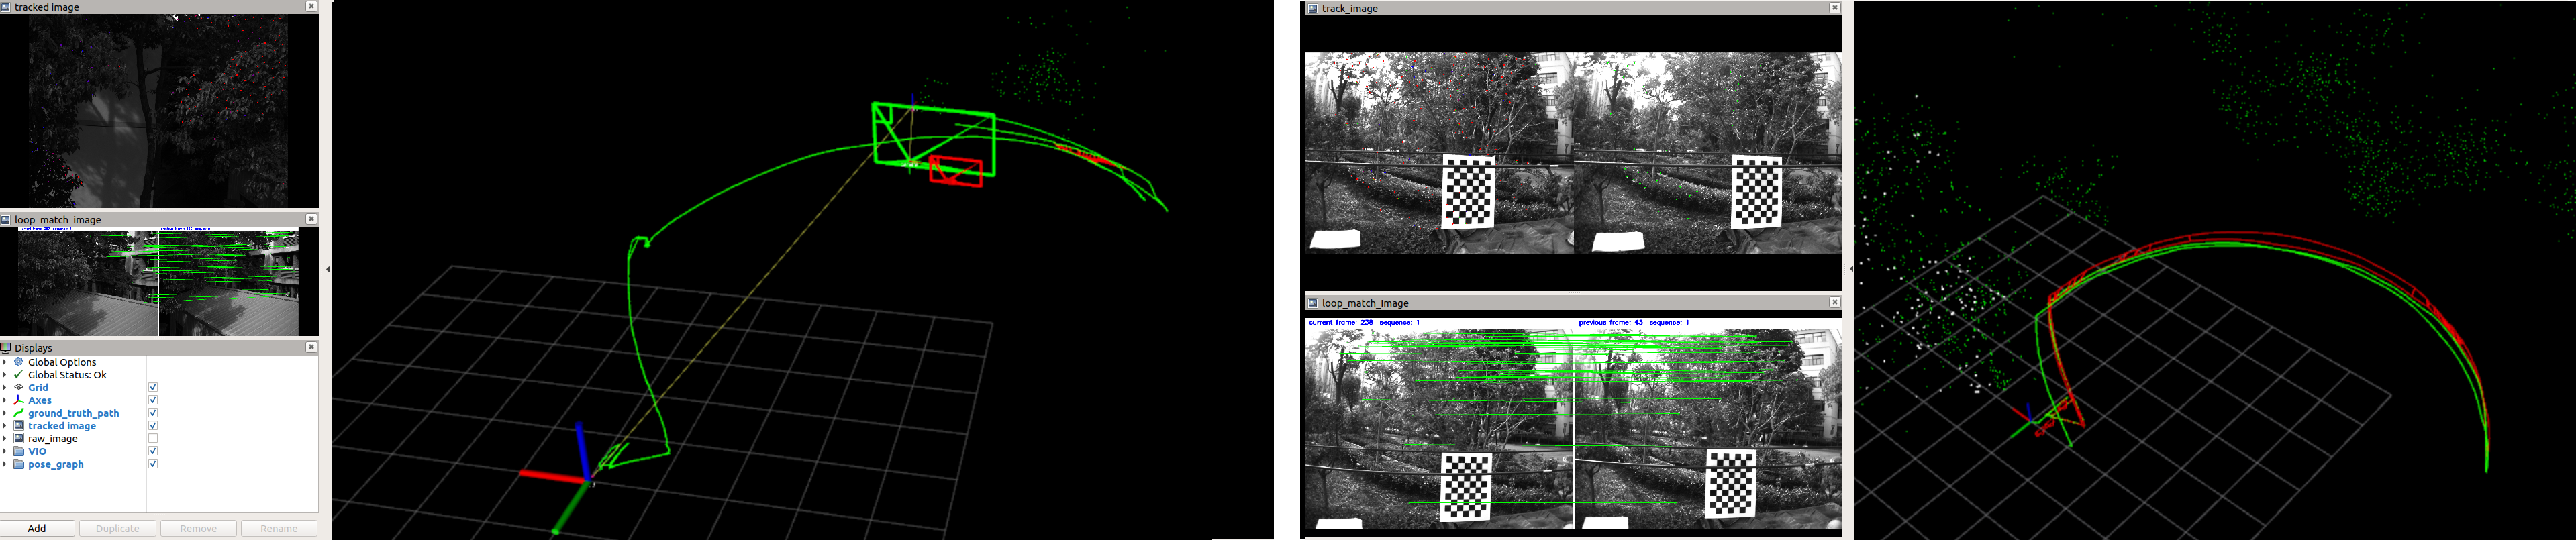 tracked image
loop_match_image
Displays
Global Options
Global Status: Ok
Grid
Axes
ground_truth_path
tracked image
raw_image
VIO
pose_graph
Add
Duplicate
Remove
Rename
track_image
loop_match_Image
current frame: 238 sequence: 1
previous frame: 43 sequence: 1